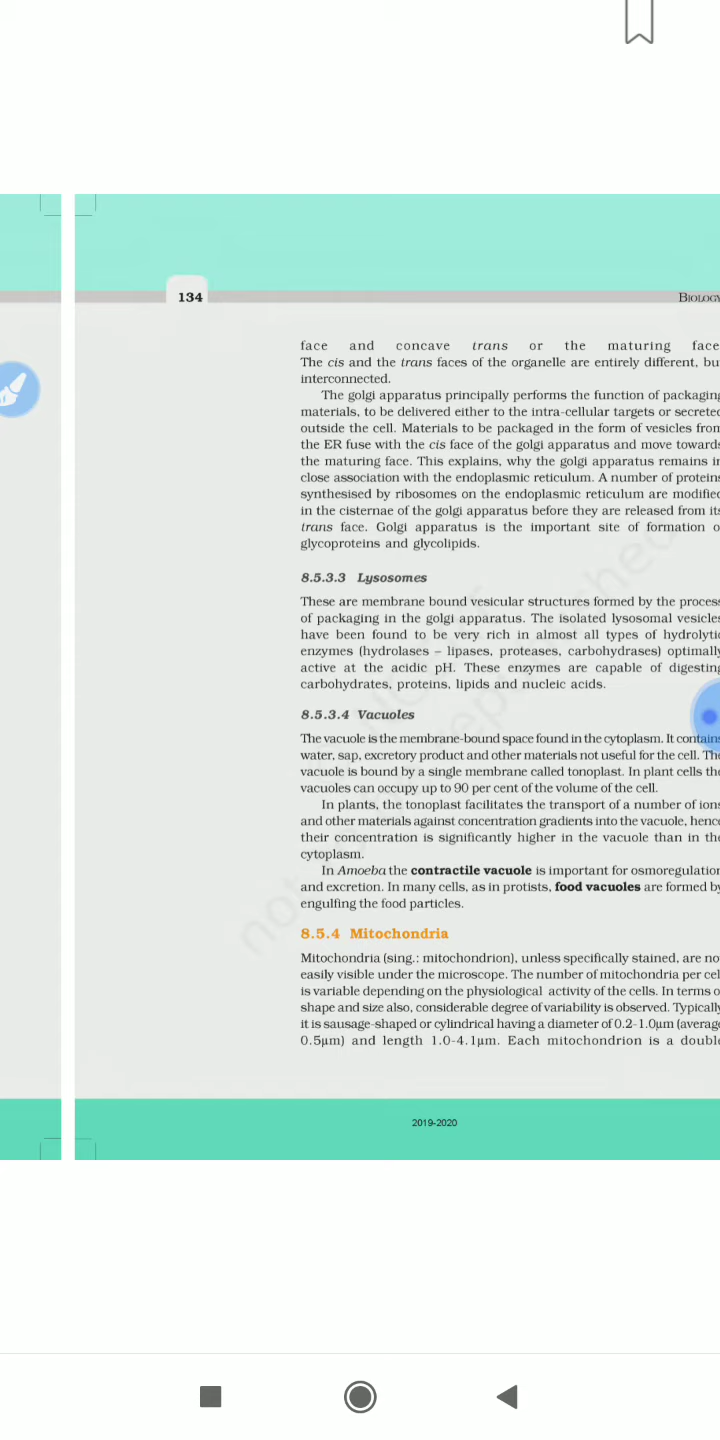 134
BIOLOGY
face and concave trans or the maturing face
The cis and the trans faces of the organelle are entirely different, bu
interconnected.
The golgi apparatus principally performs the function of packaging
materials, to be delivered either to the intra-cellular targets or secreted
outside the cell. Materials to be packaged in the form of vesicles from
the ER fuse with the cis face of the golgi apparatus and move towards
the maturing face. This explains, why the golgi apparatus remains in
close association with the endoplasmic reticulum. A number of proteins
synthesised by ribosomes on the endoplasmic reticulum are modified
in the cisternae of the golgi apparatus before they are released from its
trans face. Golgi apparatus is the important site of formation o
glycoproteins and glycolipids.
8.5.3.3 Lysosomes
These are membrane bound vesicular structures formed by the process
of packaging in the golgi apparatus. The isolated lysosomal vesicles
have been found to be very rich in almost all types of hydrolytic
enzymes (hydrolases – lipases, proteases, carbohydrases) optimally
active at the acidic pH. These enzymes are capable of digesting
carbohydrates, proteins, lipids and nucleic acids.
8.5.3.4 Vacuoles
The vacuole is the membrane-bound space found in the cytoplasm. It contains
water, sap, excretory product and other materials not useful for the cell. The
vacuole is bound by a single membrane called tonoplast. In plant cells the
vacuoles can occupy up to 90 per cent of the volume of the cell.
In plants, the tonoplast facilitates the transport of a number of ions
and other materials against concentration gradients into the vacuole, hence
their concentration is significantly higher in the vacuole than in the
cytoplasm.
In Amoeba the contractile vacuole is important for osmoregulation
and excretion. In many cells, as in protists, food vacuoles are formed by
engulfing the food particles.
8.5.4 Mitochondria
Mitochondria (sing.: mitochondrion), unless specifically stained, are no
easily visible under the microscope. The number of mitochondria per cel
is variable depending on the physiological activity of the cells. In terms o
shape and size also, considerable degree of variability is observed. Typically
it is sausage-shaped or cylindrical having a diameter of 0.2-1.0µm (average
0.5µm) and length 1.0-4.1µm. Each mitochondrion is a double
2019-2020